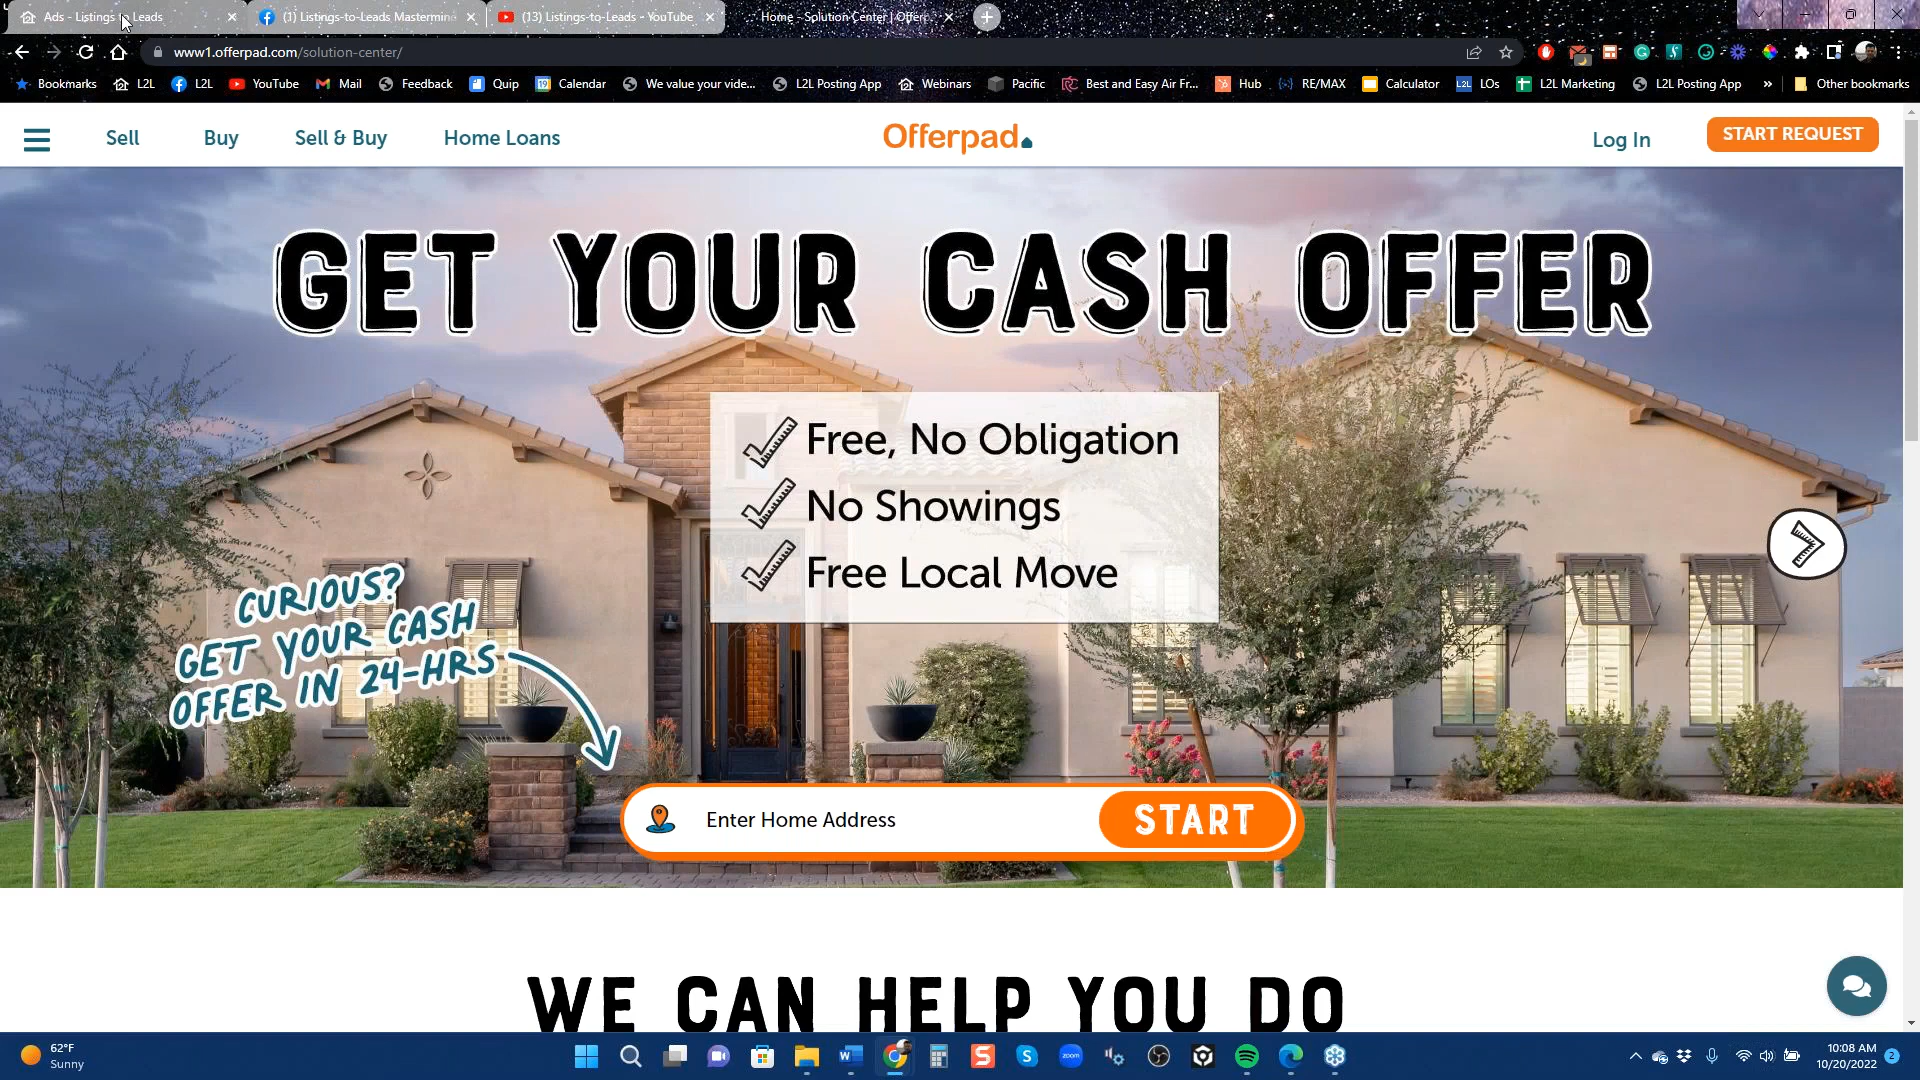 Ads - Listings to Leads
(1) Listings-to-Leads Mastermine
(13) Listings-to-Leads - YouTube
Home - Solution Center | Offerp
www1.offerpad.com/solution-center/
Bookmarks
L2L
L2L
YouTube
Mail
Feedback
Quip
Calendar
We value your vide...
L2L Posting App
Webinars
Pacific
Best and Easy Air Fr...
Hub
RE/MAX
Calculator
LOs
L2L Marketing
L2L Posting App
»
Other bookmarks
Sell
Buy
Sell & Buy
Home Loans
Offerpad
Log In
START REQUEST
GET YOUR CASH OFFER
Free, No Obligation
No Showings
Free Local Move
CURIOUS?
GET YOUR CASH
OFFER IN 24-HRS
Enter Home Address
START
WE CAN HELP YOU DO
62°F
Sunny
zoom
10:08 AM
10/20/2022
2